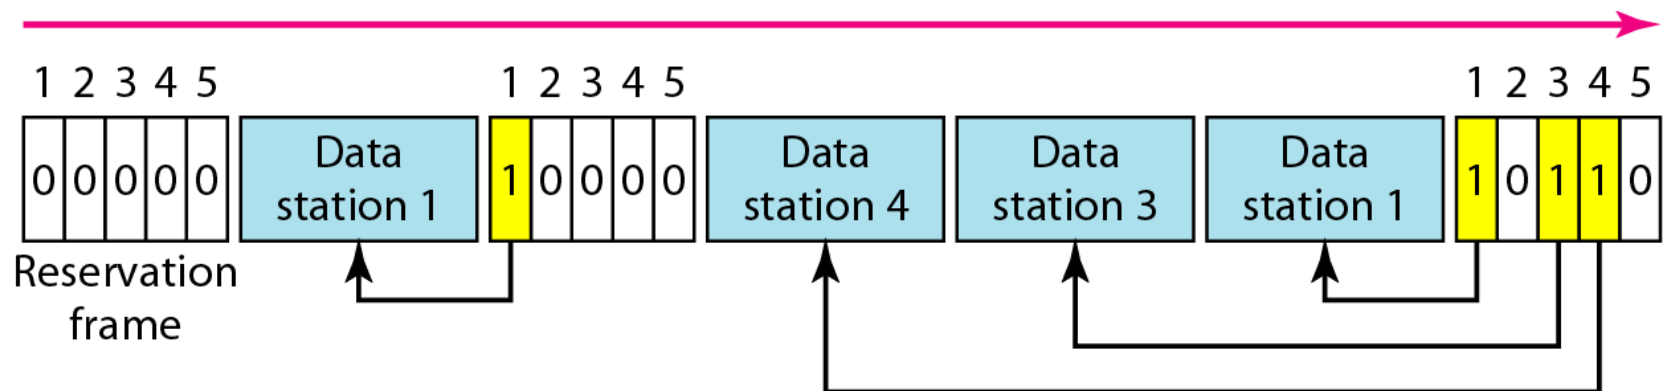 1 2 3 4 5 1 2 3 4 5 1 2 3 4 5
0 0 0 0 0
Data
station 1
1 0 0 0 0
Data
station 4
Data
station 3
Data
station 1
1 0 1 1 0
Reservation
frame